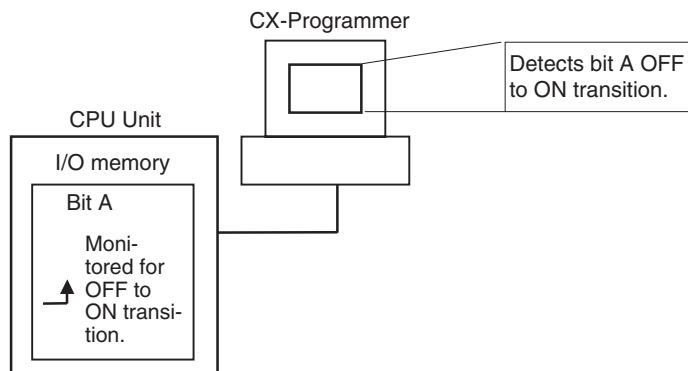 CX-Programmer
Detects bit A OFF
to ON transition.
CPU Unit
I/O memory
Bit A
Moni-
tored for
OFF to
ON transi-
tion.